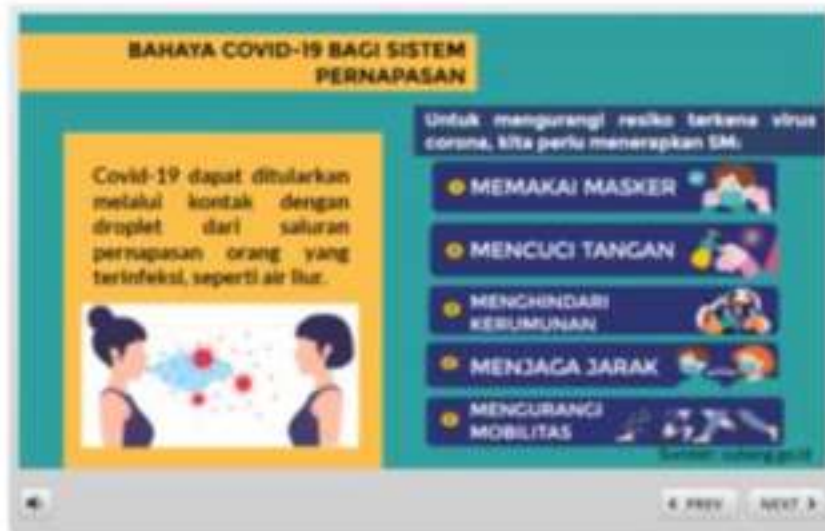 BAHAYA COVID-19 BAGI SISTEM
PERNAPASAN
Untuk mengurangi resiko terkena virus
corona, kita perlu menerapkan 5M:
Covid-19 dapat ditularkan
melalui kontak dengan
droplet dari saluran
pernapasan orang yang
terinfeksi, seperti air liur.
MEMAKAI MASKER
MENCUCI TANGAN
MENGHINDARI
KERUMUNAN
MENJAGA JARAK
MENGURANGI
MOBILITAS
Sumber:
PREV
NEXT